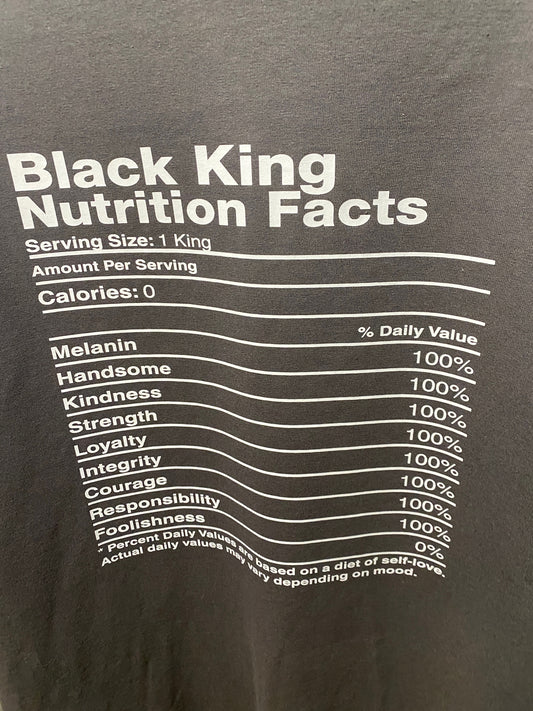 Black King
Nutrition Facts
Serving Size: 1 King
Amount Per Serving
Calories: 0
% Daily Value
Melanin 100%
Handsome 100%
Kindness 100%
Strength 100%
Loyalty 100%
Integrity 100%
Courage 100%
Responsibility 100%
Foolishness 0%
* Percent Daily Values are based on a diet of self-love.
Actual daily values may vary depending on mood.